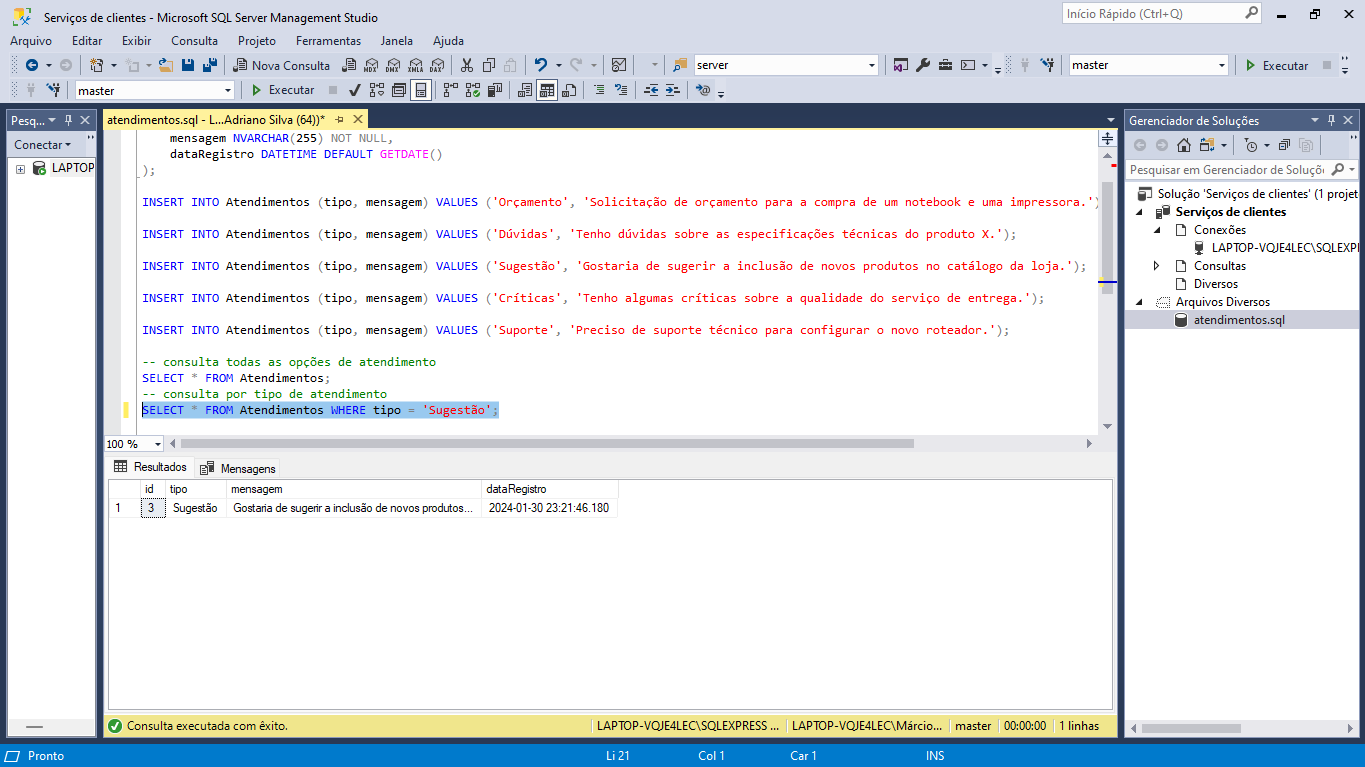 Serviços de clientes - Microsoft SQL Server Management Studio
Início Rápido (Ctrl+Q)
Arquivo Editar Exibir Consulta Projeto Ferramentas Janela Ajuda
Nova Consulta MDX DMX XMLA DAX server master Executar
master Executar
Pesq...
atendimentos.sql - L...Adriano Silva (64))*
Gerenciador de Soluções
Conectar
LAPTOP
mensagem NVARCHAR(255) NOT NULL,
dataRegistro DATETIME DEFAULT GETDATE()
);
INSERT INTO Atendimentos (tipo, mensagem) VALUES ('Orçamento', 'Solicitação de orçamento para a compra de um notebook e uma impressora.')
INSERT INTO Atendimentos (tipo, mensagem) VALUES ('Dúvidas', 'Tenho dúvidas sobre as especificações técnicas do produto X.');
INSERT INTO Atendimentos (tipo, mensagem) VALUES ('Sugestão', 'Gostaria de sugerir a inclusão de novos produtos no catálogo da loja.');
INSERT INTO Atendimentos (tipo, mensagem) VALUES ('Críticas', 'Tenho algumas críticas sobre a qualidade do serviço de entrega.');
INSERT INTO Atendimentos (tipo, mensagem) VALUES ('Suporte', 'Preciso de suporte técnico para configurar o novo roteador.');
-- consulta todas as opções de atendimento
SELECT * FROM Atendimentos;
-- consulta por tipo de atendimento
SELECT * FROM Atendimentos WHERE tipo = 'Sugestão';
100 %
Resultados Mensagens
id tipo mensagem dataRegistro
1 3 Sugestão Gostaria de sugerir a inclusão de novos produtos... 2024-01-30 23:21:46.180
Consulta executada com êxito.
LAPTOP-VQJE4LEC\SQLEXPRESS ... LAPTOP-VQJE4LEC\Márcio... master 00:00:00 1 linhas
Pesquisar em Gerenciador de Soluçõe
Solução 'Serviços de clientes' (1 projet
Serviços de clientes
Conexões
LAPTOP-VQJE4LEC\SQLEXPI
Consultas
Diversos
Arquivos Diversos
atendimentos.sql
Pronto Li 21 Col 1 Car 1 INS